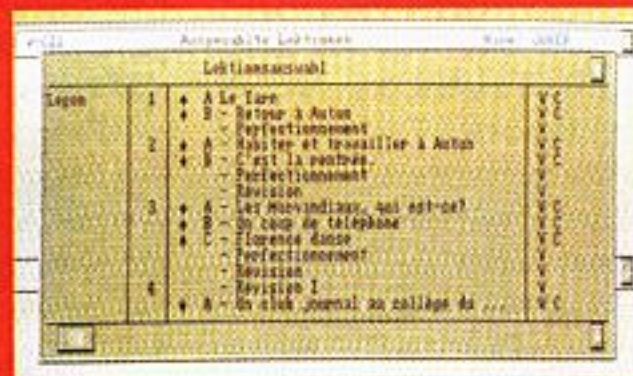 Lektionsauswahl
Leçon 1 ♦ A Le
♦ B - Retour à Autun V C
- Perfectionnement V
2 ♦ A - Habiter et travailler à Autun V C
♦ B - C'est la rentrée V C
- Perfectionnement V
- Révision V
3 ♦ A - Les morvandiaux, qui est-ce? V C
♦ B - Un coup de téléphone V C
♦ C - Florence danse V C
- Perfectionnement V
- Révision V
4 - Révision I V
♦ A - Un club journal au collège du ... V C